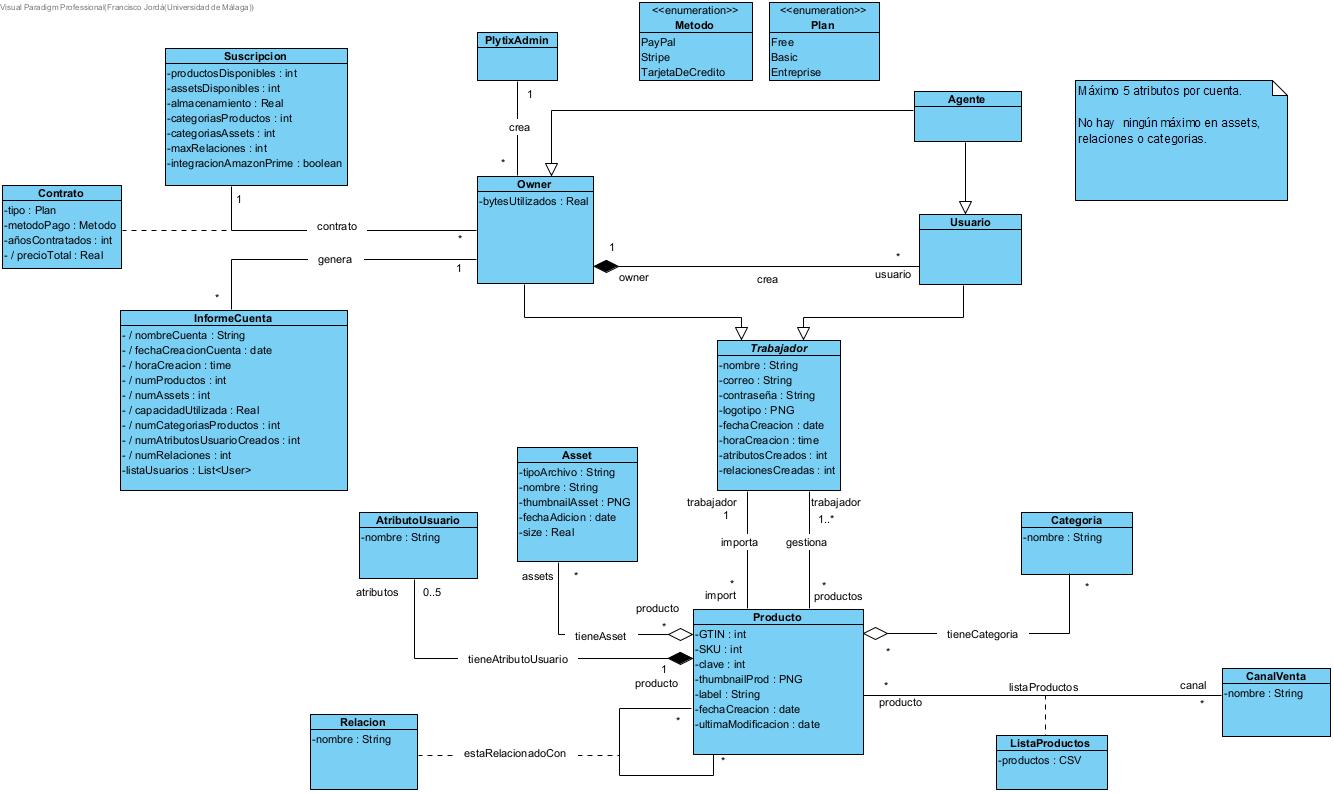 Visual Paradigm Professional(Francisco Jordá(Universidad de Málaga))
<<enumeration>>
Metodo
PayPal
Stripe
TarjetaDeCredito
<<enumeration>>
Plan
Free
Basic
Entreprise
PlytixAdmin
1
crea
*
Suscripcion
-productosDisponibles : int
-assetsDisponibles : int
-almacenamiento : Real
-categoriasProductos : int
-categoriasAssets : int
-maxRelaciones : int
-integracionAmazonPrime : boolean
1
Agente
Máximo 5 atributos por cuenta.
No hay ningún máximo en assets,
relaciones o categorias.
Contrato
-tipo : Plan
-metodoPago : Metodo
-añosContratados : int
- / precioTotal : Real
contrato
*
genera
1
*
Owner
-bytesUtilizados : Real
1
owner
crea
*
usuario
Usuario
InformeCuenta
- / nombreCuenta : String
- / fechaCreacionCuenta : date
- / horaCreacion : time
- / numProductos : int
- / numAssets : int
- / capacidadUtilizada : Real
- / numCategoriasProductos : int
- / numAtributosUsuarioCreados : int
- / numRelaciones : int
-listaUsuarios : List<User>
Trabajador
-nombre : String
-correo : String
-contraseña : String
-logotipo : PNG
-fechaCreacion : date
-horaCreacion : time
-atributosCreados : int
-relacionesCreadas : int
trabajador
1
importa
*
import
trabajador
1..*
gestiona
*
productos
Asset
-tipoArchivo : String
-nombre : String
-thumbnailAsset : PNG
-fechaAdicion : date
-size : Real
assets
*
producto
*
tieneAsset
AtributoUsuario
-nombre : String
atributos
0..5
tieneAtributoUsuario
1
producto
Categoria
-nombre : String
*
tieneCategoria
*
Producto
-GTIN : int
-SKU : int
-clave : int
-thumbnailProd : PNG
-label : String
-fechaCreacion : date
-ultimaModificacion : date
*
producto
listaProductos
canal
*
CanalVenta
-nombre : String
Relacion
-nombre : String
estaRelacionadoCon
*
*
ListaProductos
-productos : CSV